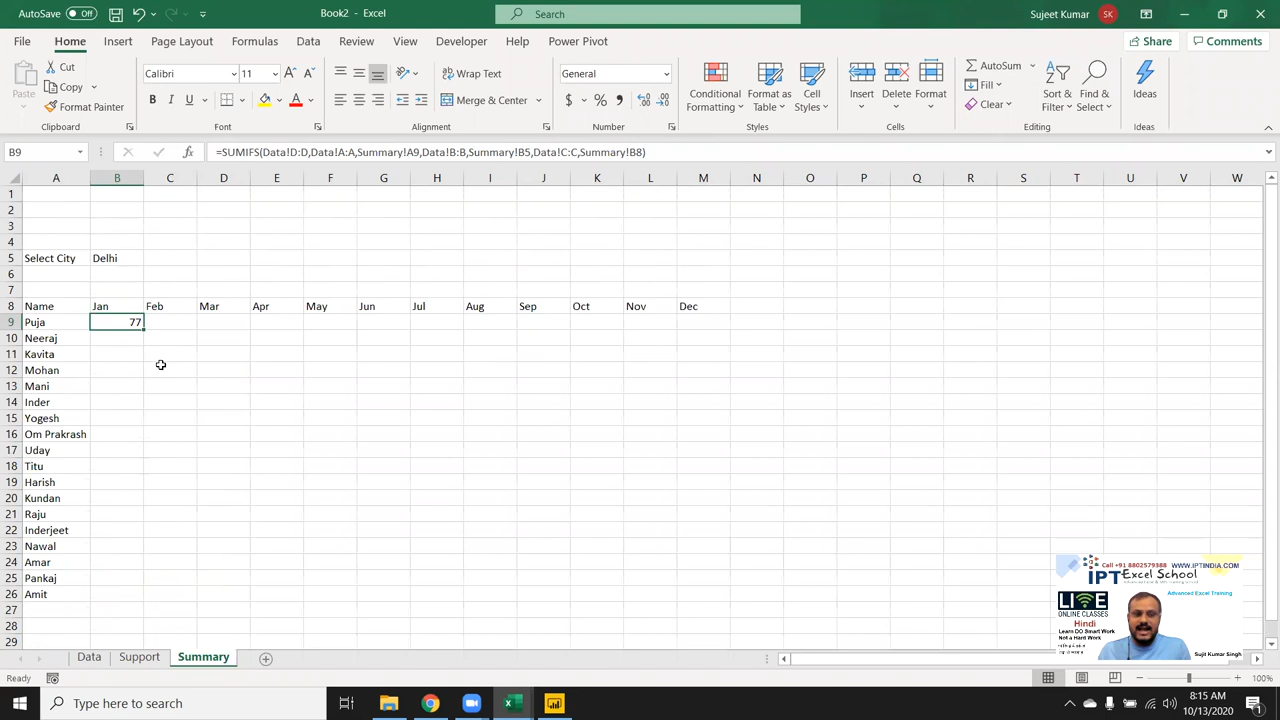 AutoSave Off Book2 - Excel Search Sujeet Kumar SK
File Home Insert Page Layout Formulas Data Review View Developer Help Power Pivot Share Comments
Paste Cut Copy Format Painter Clipboard
Calibri 11 A A B I U A Font
Wrap Text Merge & Center Alignment
General $ % , Number
Conditional Formatting Format as Table Cell Styles Styles
Insert Delete Format Cells
AutoSum Fill Clear Sort & Filter Find & Select Editing
Ideas Ideas
B9 fx =SUMIFS(Data!D:D,Data!A:A,Summary!A9,Data!B:B,Summary!B5,Data!C:C,Summary!B8)
A B C D E F G H I J K L M N O P Q R S T U V W
1
2
3
4
5 Select City Delhi
6
7
8 Name Jan Feb Mar Apr May Jun Jul Aug Sep Oct Nov Dec
9 Puja 77
10 Neeraj
11 Kavita
12 Mohan
13 Mani
14 Inder
15 Yogesh
16 Om Prakrash
17 Uday
18 Titu
19 Harish
20 Kundan
21 Raju
22 Inderjeet
23 Nawal
24 Amar
25 Pankaj
26 Amit
27
28
29
Call +91 8802579388 WWW.IPTINDIA.COM
IPT Excel School
LIVE Advanced Excel Training
ONLINE CLASSES
Hindi
Learn DO Smart Work
Not a Hard Work
Sujit Kumar Singh
Data Support Summary
Ready 100%
Type here to search 8:15 AM
10/13/2020